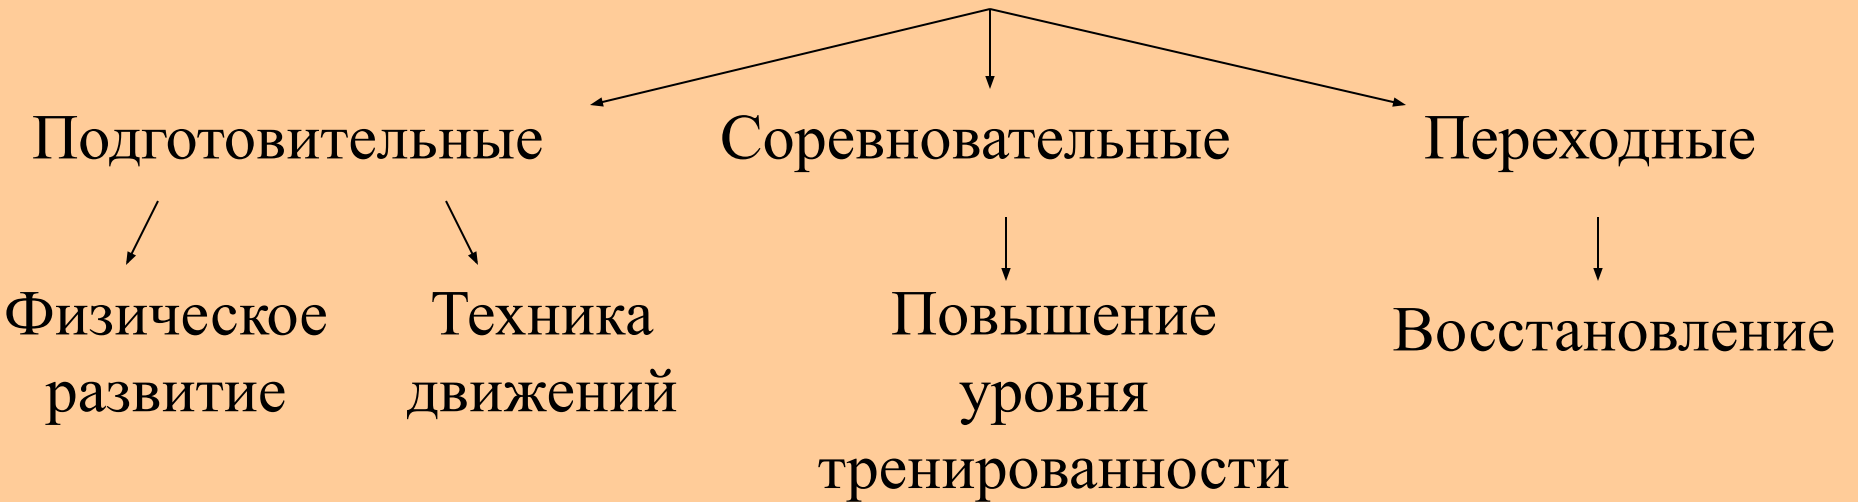 Подготовительные
Соревновательные
Переходные
Физическое
развитие
Техника
движений
Повышение
уровня
тренированности
Восстановление